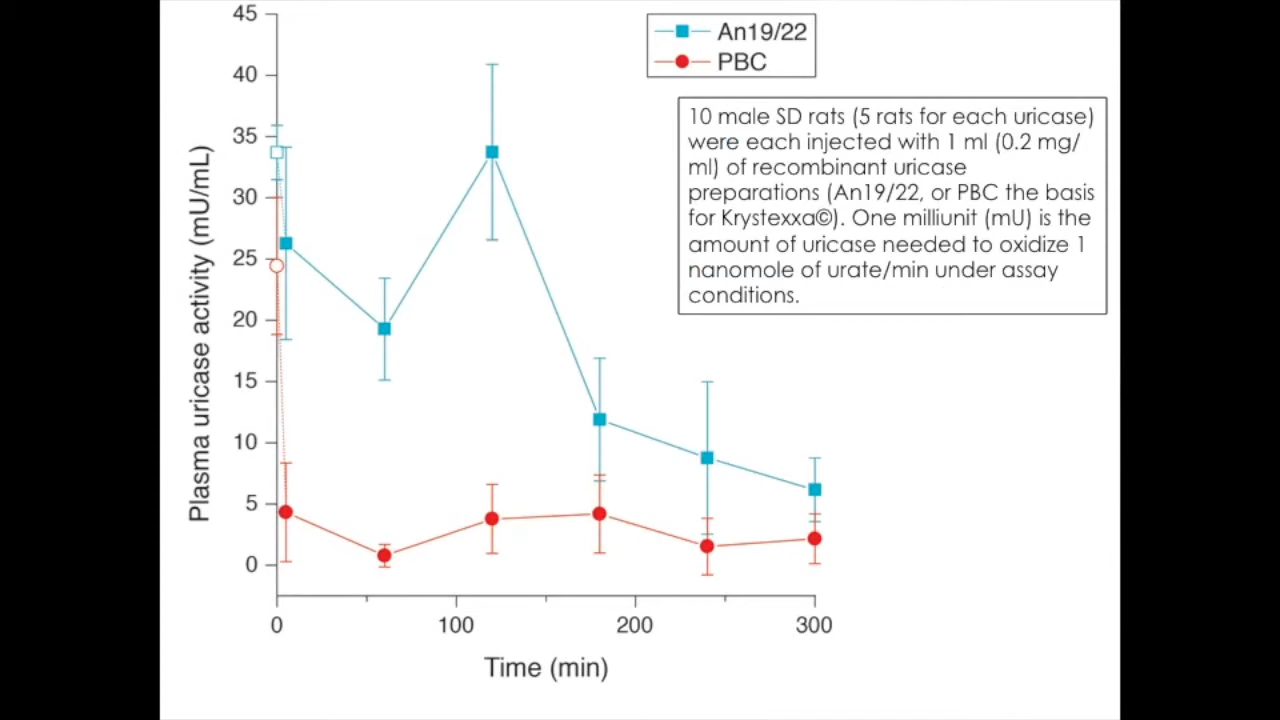 An19/22
PBC
10 male SD rats (5 rats for each uricase)
were each injected with 1 ml (0.2 mg/
ml) of recombinant uricase
preparations (An19/22, or PBC the basis
for Krystexxa©). One milliunit (mU) is the
amount of uricase needed to oxidize 1
nanomole of urate/min under assay
conditions.
Plasma uricase activity (mU/mL)
45
40
35
30
25
20
15
10
5
0
0 100 200 300
Time (min)